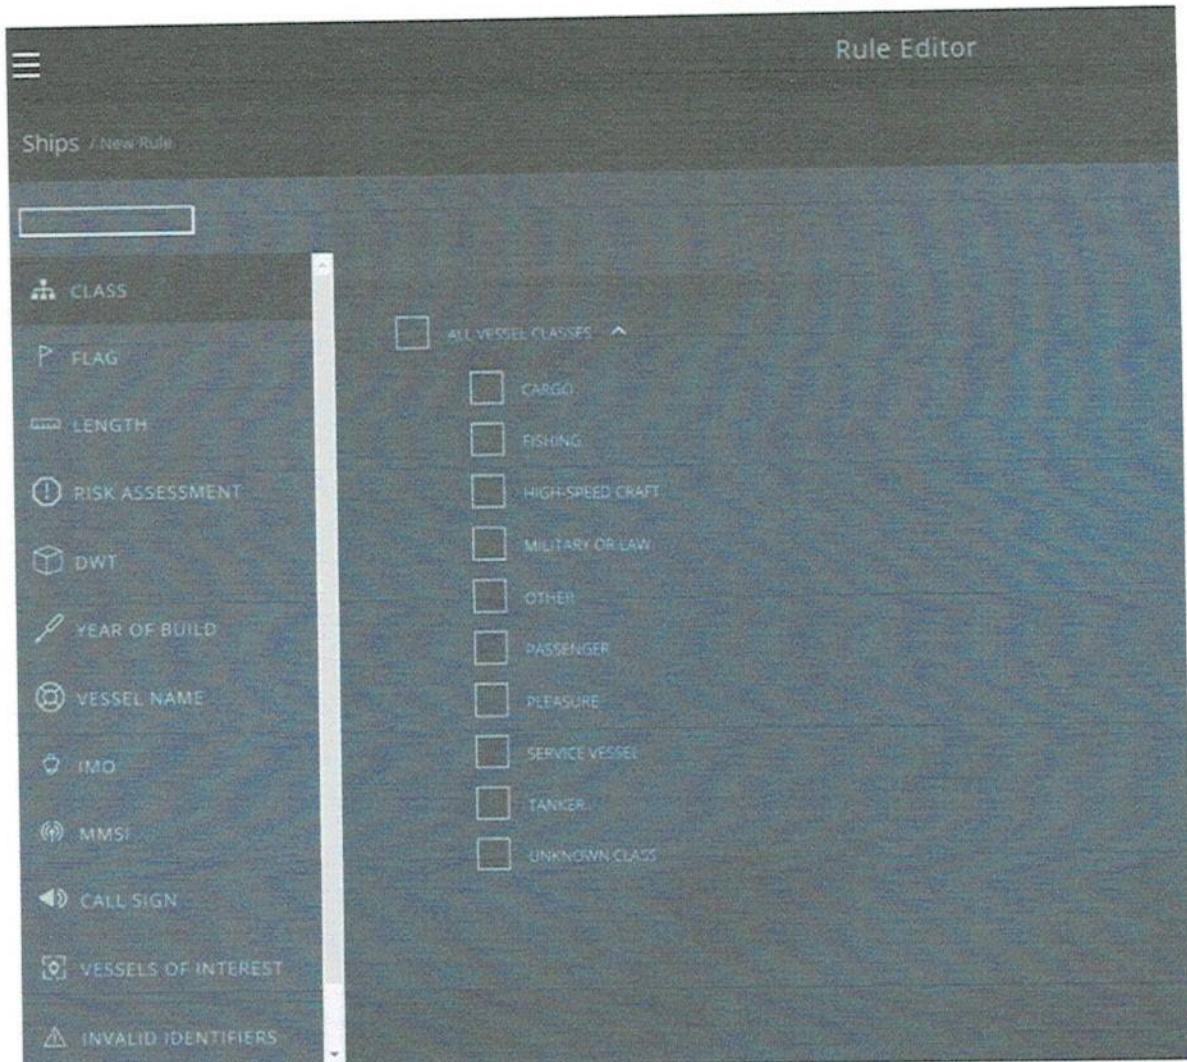 Rule Editor
Ships / New Rule
CLASS
FLAG
LENGTH
RISK ASSESSMENT
DWT
YEAR OF BUILD
VESSEL NAME
IMO
MMSI
CALL SIGN
VESSELS OF INTEREST
INVALID IDENTIFIERS
ALL VESSEL CLASSES
CARGO
FISHING
HIGH-SPEED CRAFT
MILITARY OR LAW
OTHER
PASSENGER
PLEASURE
SERVICE VESSEL
TANKER
UNKNOWN CLASS